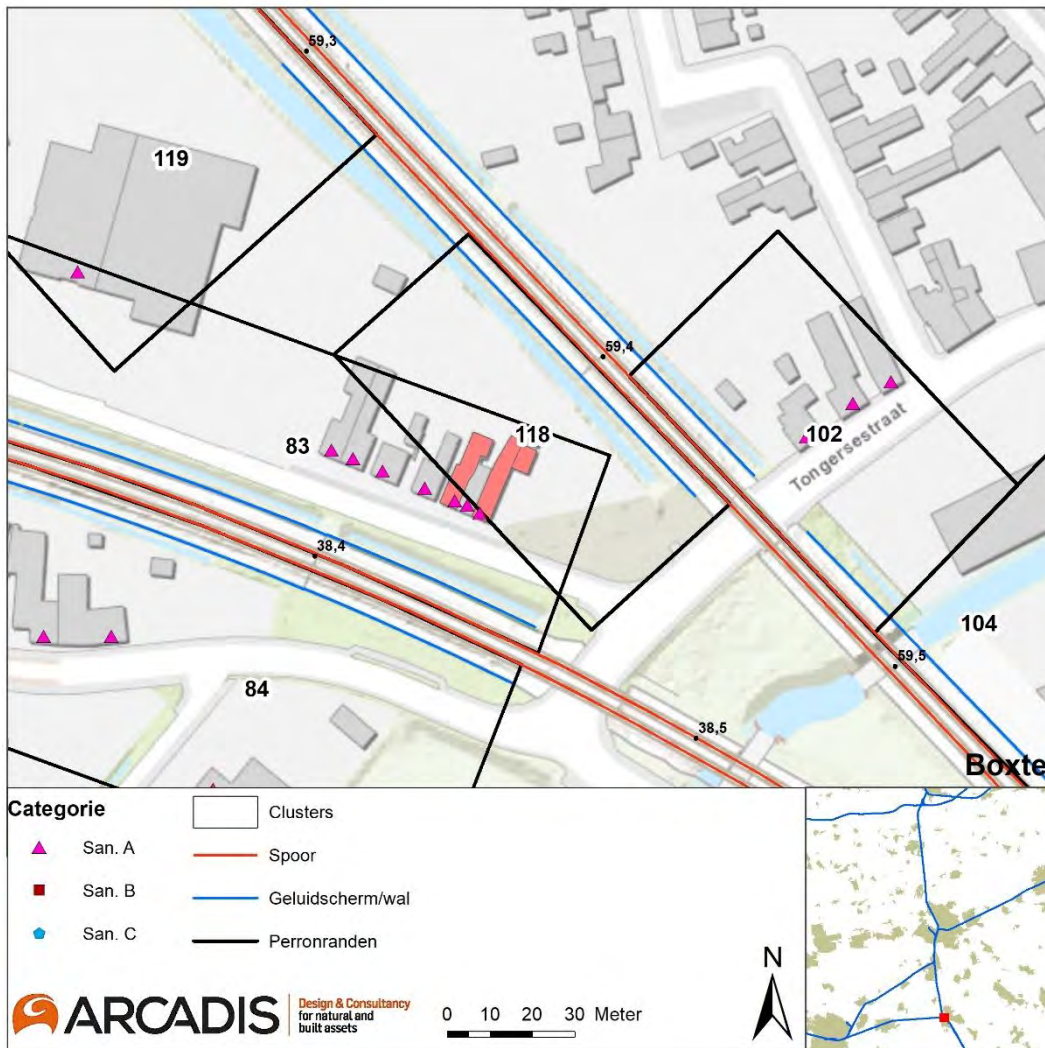 59,3
119
59,4
118
83
102
Tongersestraat
38,4
104
59,5
84
38,5
Boxte
Categorie
San. A
San. B
San. C
Clusters
Spoor
Geluidscherm/wal
Perronranden
N
ARCADIS
Design & Consultancy
for natural and
built assets
0 5 10 20 30 Meter